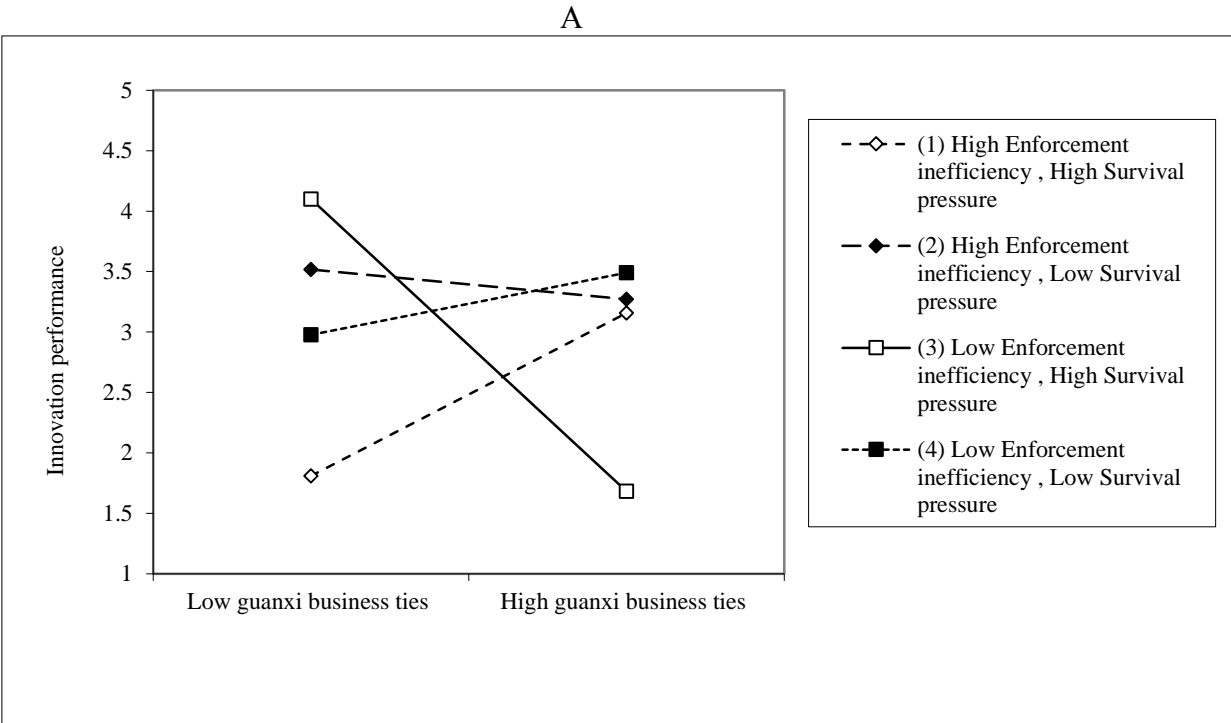 A
5
4.5
4
3.5
3
2.5
2
1.5
1
Innovation performance
Low guanxi business ties
High guanxi business ties
(1) High Enforcement
inefficiency , High Survival
pressure
(2) High Enforcement
inefficiency , Low Survival
pressure
(3) Low Enforcement
inefficiency , High Survival
pressure
(4) Low Enforcement
inefficiency , Low Survival
pressure